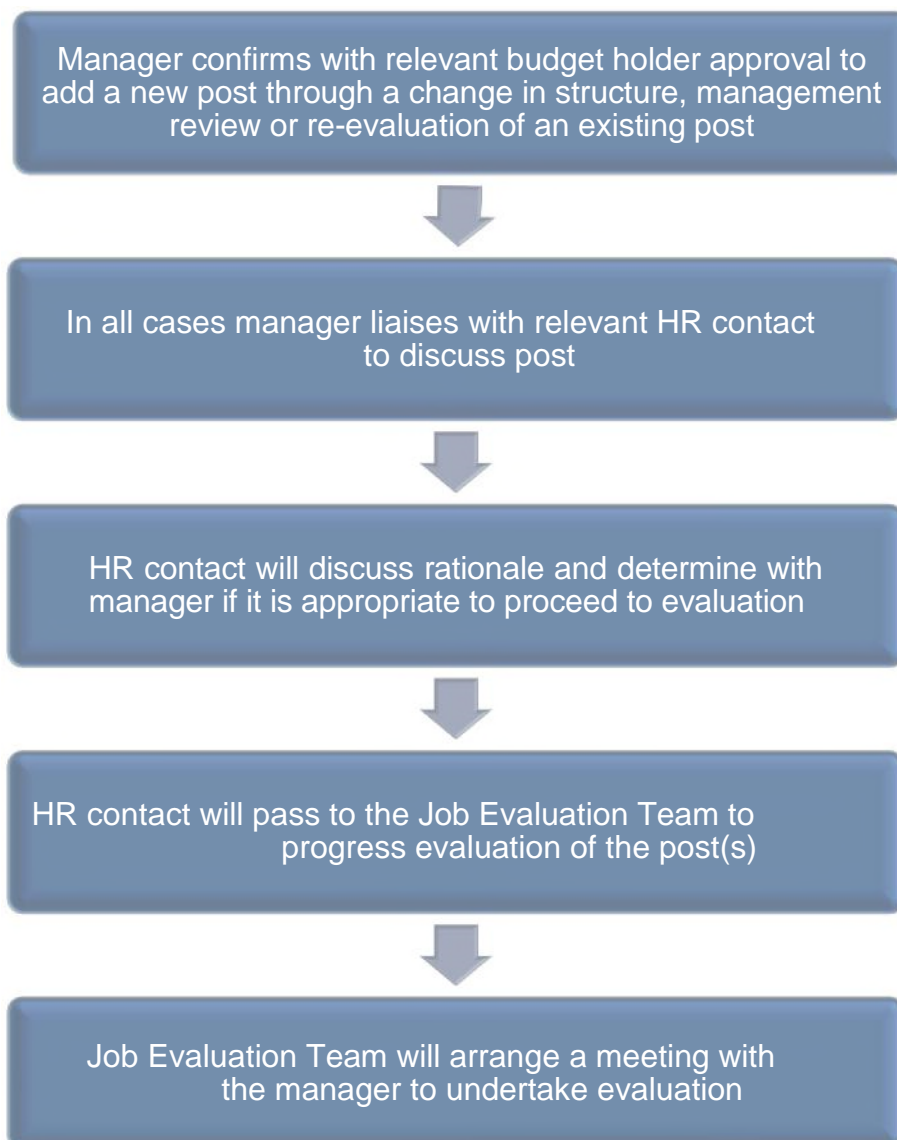 Manager confirms with relevant budget holder approval to
add a new post through a change in structure, management
review or re-evaluation of an existing post
In all cases manager liaises with relevant HR contact
to discuss post
HR contact will discuss rationale and determine with
manager if it is appropriate to proceed to evaluation
HR contact will pass to the Job Evaluation Team to
progress evaluation of the post(s)
Job Evaluation Team will arrange a meeting with
the manager to undertake evaluation